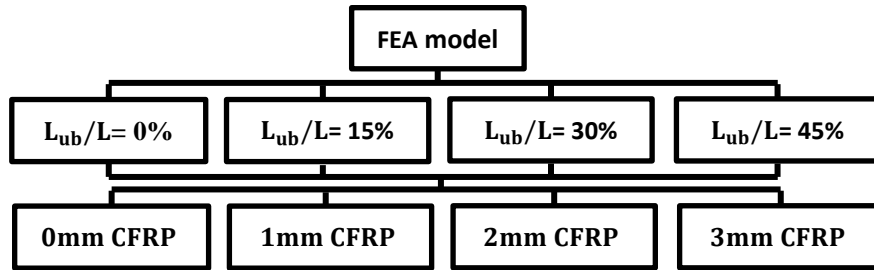 FEA model
L_ub/L= 0%
L_ub/L= 15%
L_ub/L= 30%
L_ub/L= 45%
0mm CFRP
1mm CFRP
2mm CFRP
3mm CFRP